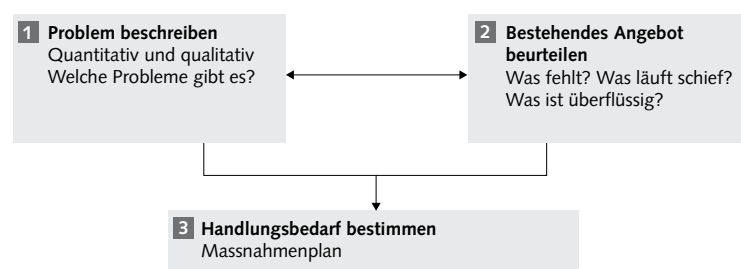 1 Problem beschreiben
Quantitativ und qualitativ
Welche Probleme gibt es?
2 Bestehendes Angebot
beurteilen
Was fehlt? Was läuft schief?
Was ist überflüssig?
3 Handlungsbedarf bestimmen
Massnahmenplan